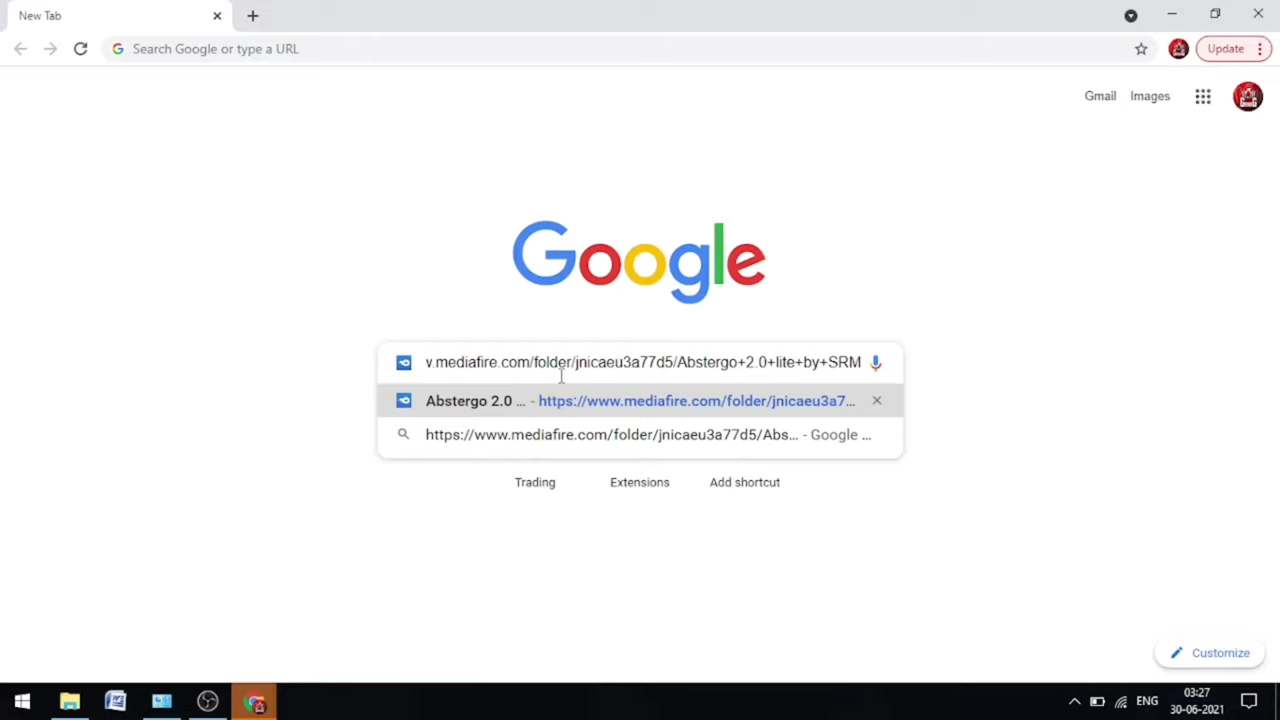 New Tab
Search Google or type a URL
Update
Gmail Images
Google
v.mediafire.com/folder/jnicaeu3a77d5/Abstergo+2.0+lite+by+SRM
Abstergo 2.0 ... - https://www.mediafire.com/folder/jnicaeu3a7...
https://www.mediafire.com/folder/jnicaeu3a77d5/Abs... - Google ...
Trading Extensions Add shortcut
Customize
ENG
03:27
30-06-2021